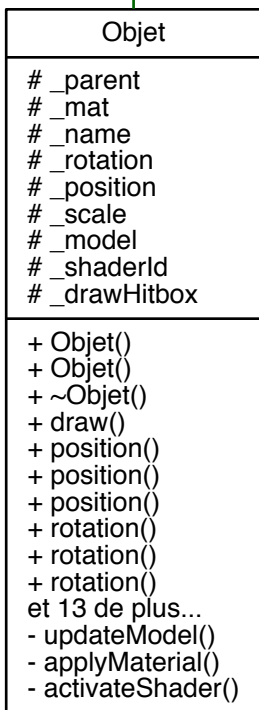 Objet
# _parent
# _mat
# _name
# _rotation
# _position
# _scale
# _model
# _shaderId
# _drawHitbox
+ Objet()
+ Objet()
+ ~Objet()
+ draw()
+ position()
+ position()
+ position()
+ rotation()
+ rotation()
+ rotation()
et 13 de plus...
- updateModel()
- applyMaterial()
- activateShader()